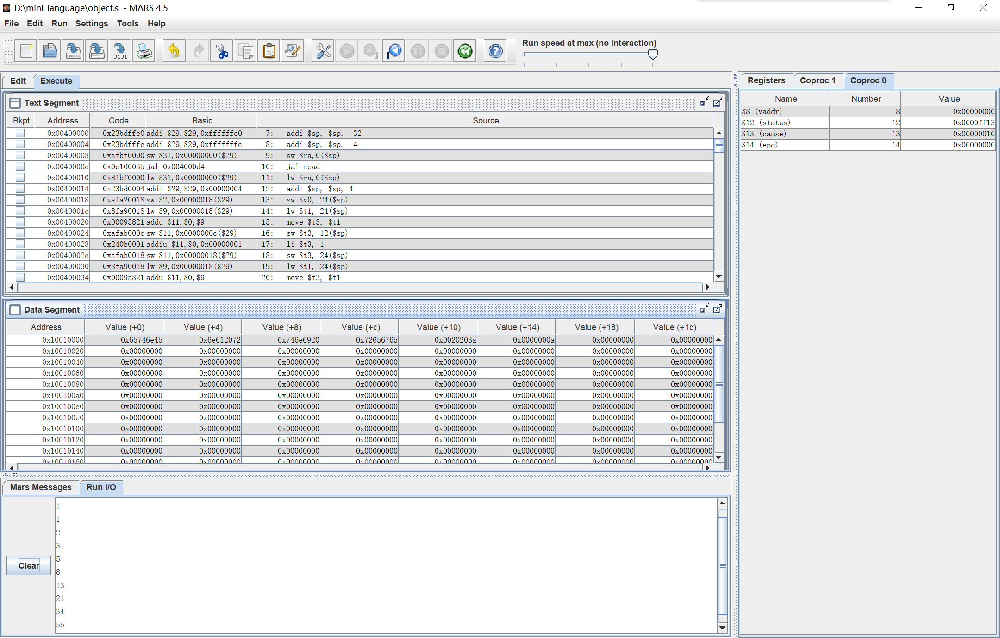 D:\mini_language\object.s  - MARS 4.5
File Edit Run Settings Tools Help
Run speed at max (no interaction)
0101
1
1
Edit Execute
Text Segment
Bkpt Address Code Basic Source
0x00400000 0x23bdffe0 addi $29,$29,0xffffffe0 7: addi $sp, $sp, -32
0x00400004 0x23bdfffc addi $29,$29,0xfffffffc 8: addi $sp, $sp, -4
0x00400008 0xafbf0000 sw $31,0x00000000($29) 9: sw $ra,0($sp)
0x0040000c 0x0c100035 jal 0x004000d4 10: jal read
0x00400010 0x8fbf0000 lw $31,0x00000000($29) 11: lw $ra,0($sp)
0x00400014 0x23bd0004 addi $29,$29,0x00000004 12: addi $sp, $sp, 4
0x00400018 0xafa20018 sw $2,0x00000018($29) 13: sw $v0, 24($sp)
0x0040001c 0x8fa90018 lw $9,0x00000018($29) 14: lw $t1, 24($sp)
0x00400020 0x00095821 addu $11,$0,$9 15: move $t3, $t1
0x00400024 0xafab000c sw $11,0x0000000c($29) 16: sw $t3, 12($sp)
0x00400028 0x240b0001 addiu $11,$0,0x00000001 17: li $t3, 1
0x0040002c 0xafab0018 sw $11,0x00000018($29) 18: sw $t3, 24($sp)
0x00400030 0x8fa90018 lw $9,0x00000018($29) 19: lw $t1, 24($sp)
0x00400034 0x00095821 addu $11,$0,$9 20: move $t3, $t1
Data Segment
Address Value (+0) Value (+4) Value (+8) Value (+c) Value (+10) Value (+14) Value (+18) Value (+1c)
0x10010000 0x65746e45 0x6e612072 0x746e6920 0x72656765 0x0020203a 0x0000000a 0x00000000 0x00000000
0x10010020 0x00000000 0x00000000 0x00000000 0x00000000 0x00000000 0x00000000 0x00000000 0x00000000
0x10010040 0x00000000 0x00000000 0x00000000 0x00000000 0x00000000 0x00000000 0x00000000 0x00000000
0x10010060 0x00000000 0x00000000 0x00000000 0x00000000 0x00000000 0x00000000 0x00000000 0x00000000
0x10010080 0x00000000 0x00000000 0x00000000 0x00000000 0x00000000 0x00000000 0x00000000 0x00000000
0x100100a0 0x00000000 0x00000000 0x00000000 0x00000000 0x00000000 0x00000000 0x00000000 0x00000000
0x100100c0 0x00000000 0x00000000 0x00000000 0x00000000 0x00000000 0x00000000 0x00000000 0x00000000
0x100100e0 0x00000000 0x00000000 0x00000000 0x00000000 0x00000000 0x00000000 0x00000000 0x00000000
0x10010100 0x00000000 0x00000000 0x00000000 0x00000000 0x00000000 0x00000000 0x00000000 0x00000000
0x10010120 0x00000000 0x00000000 0x00000000 0x00000000 0x00000000 0x00000000 0x00000000 0x00000000
0x10010140 0x00000000 0x00000000 0x00000000 0x00000000 0x00000000 0x00000000 0x00000000 0x00000000
0x10010160 0x00000000 0x00000000 0x00000000 0x00000000 0x00000000 0x00000000 0x00000000 0x00000000
Mars Messages Run I/O
Clear
1
1
2
3
5
8
13
21
34
55
Registers Coproc 1 Coproc 0
Name Number Value
$8 (vaddr) 8 0x00000000
$12 (status) 12 0x0000ff13
$13 (cause) 13 0x00000010
$14 (epc) 14 0x00000000